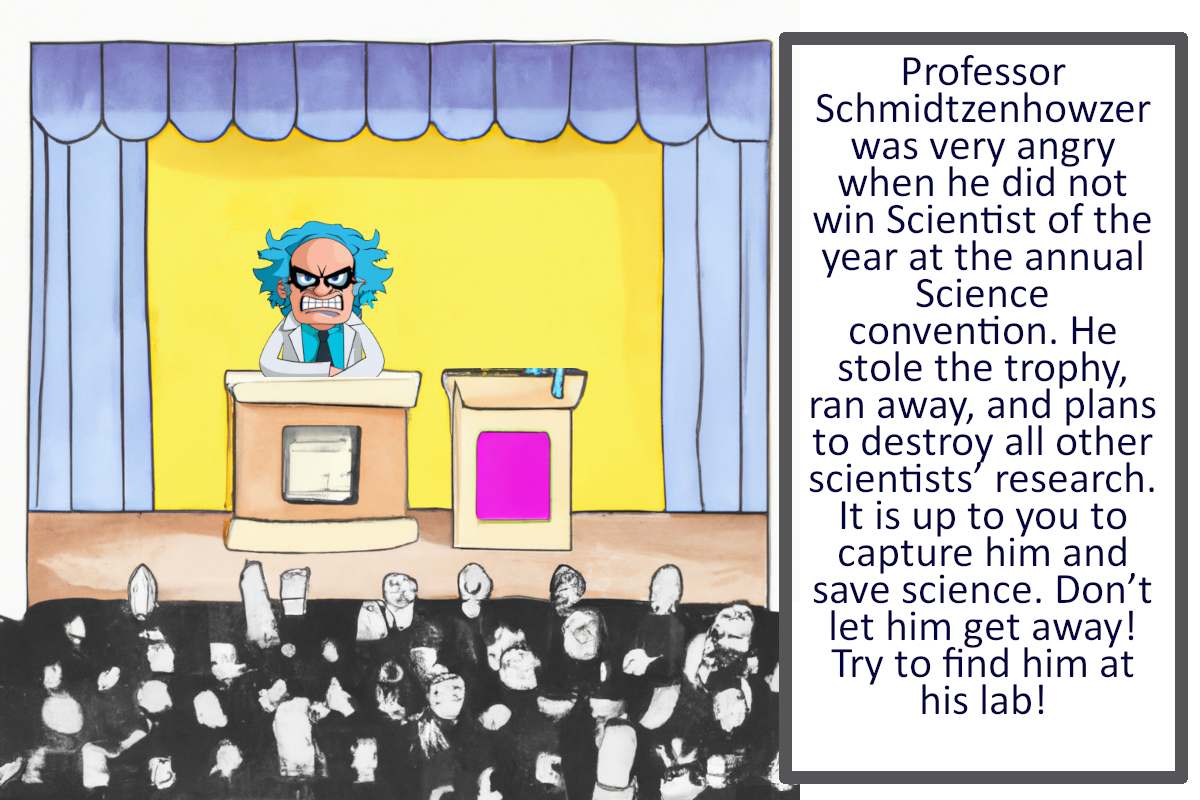 Professor
Schmidtzenhowzer
was very angry
when he did not
win Scientist of the
year at the annual
Science
convention. He
stole the trophy,
ran away, and plans
to destroy all other
scientists’ research.
It is up to you to
capture him and
save science. Don’t
let him get away!
Try to find him at
his lab!